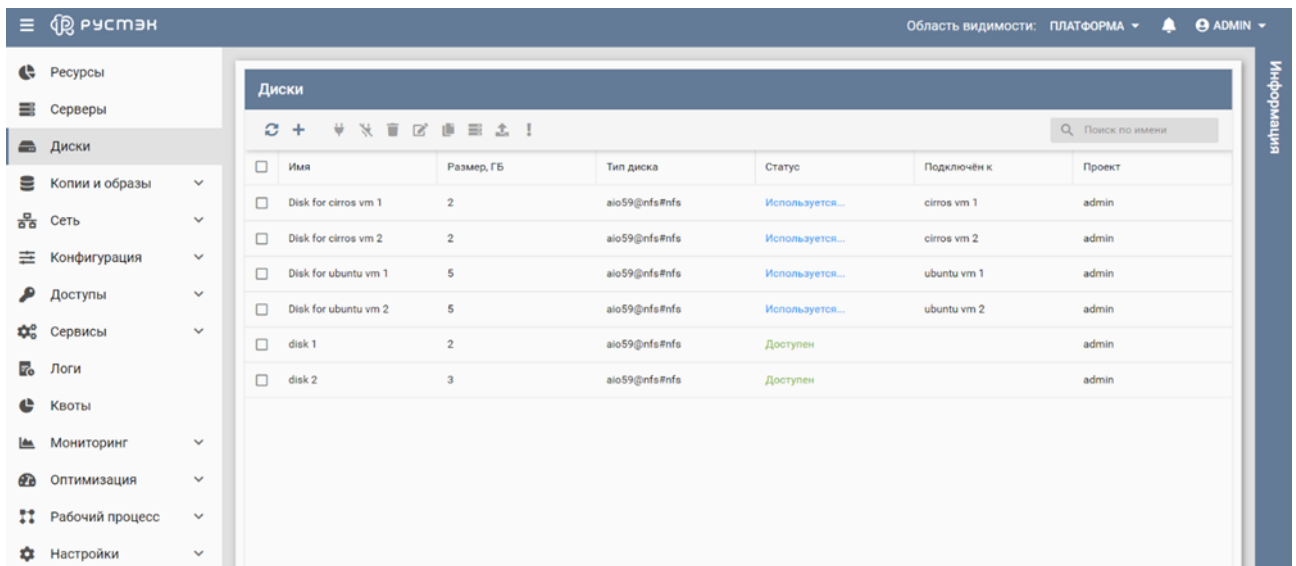 РУСТЭК Область видимости: ПЛАТФОРМА ADMIN
Информация
Ресурсы
Серверы
Диски
Копии и образы
Сеть
Конфигурация
Доступы
Сервисы
Логи
Квоты
Мониторинг
Оптимизация
Рабочий процесс
Настройки
Диски
Поиск по имени
Имя Размер, ГБ Тип диска Статус Подключён к Проект
Disk for cirros vm 1 2 aio59@nfs#nfs Используется... cirros vm 1 admin
Disk for cirros vm 2 2 aio59@nfs#nfs Используется... cirros vm 2 admin
Disk for ubuntu vm 1 5 aio59@nfs#nfs Используется... ubuntu vm 1 admin
Disk for ubuntu vm 2 5 aio59@nfs#nfs Используется... ubuntu vm 2 admin
disk 1 2 aio59@nfs#nfs Доступен admin
disk 2 3 aio59@nfs#nfs Доступен admin